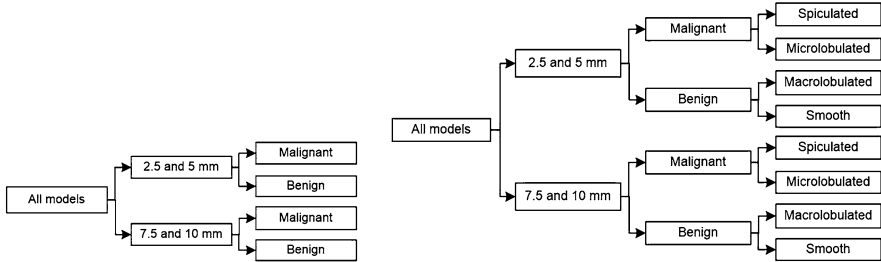 All models
2.5 and 5 mm
Malignant
Benign
7.5 and 10 mm
Malignant
Benign
All models
2.5 and 5 mm
Malignant
Spiculated
Microlobulated
Benign
Macrolobulated
Smooth
7.5 and 10 mm
Malignant
Spiculated
Microlobulated
Benign
Macrolobulated
Smooth